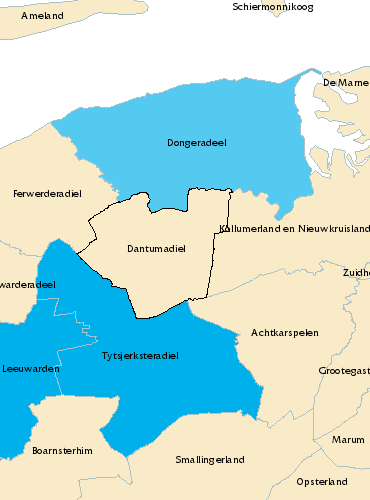 Ameland
Schiermonnikoog
De Marne
Dongeradeel
Ferwerderadiel
Kollumerland en Nieuwkruisland
Dantumadiel
Zuidh
warderadeel
Achtkarspelen
Tytsjerksteradiel
Leeuwarden
Grootegast
Marum
Boarnsterhim
Smallingerland
Opsterland